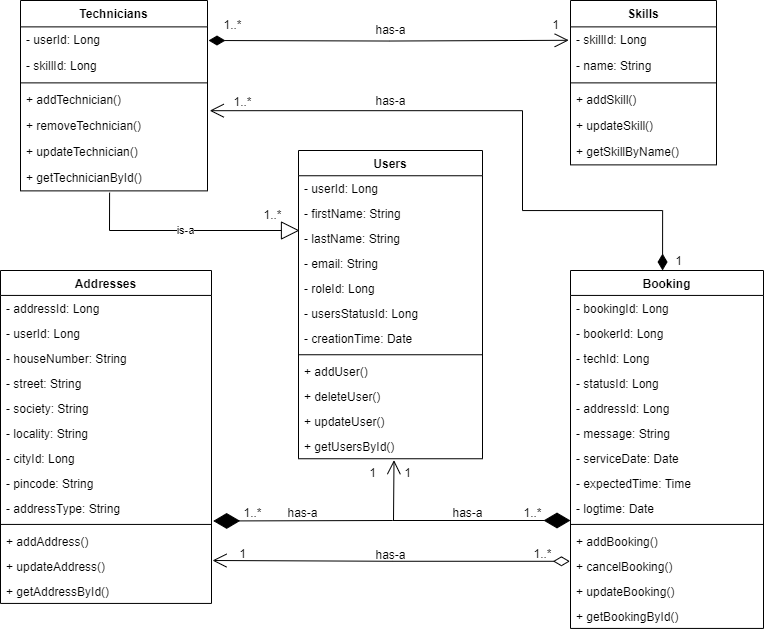 Technicians
- userId: Long
- skillId: Long
+ addTechnician()
+ removeTechnician()
+ updateTechnician()
+ getTechnicianById()
1..*
has-a
1
Skills
- skillId: Long
- name: String
+ addSkill()
+ updateSkill()
+ getSkillByName()
1..*
has-a
1
is-a
1..*
Users
- userId: Long
- firstName: String
- lastName: String
- email: String
- roleId: Long
- usersStatusId: Long
- creationTime: Date
+ addUser()
+ deleteUser()
+ updateUser()
+ getUsersById()
Addresses
- addressId: Long
- userId: Long
- houseNumber: String
- street: String
- society: String
- locality: String
- cityId: Long
- pincode: String
- addressType: String
+ addAddress()
+ updateAddress()
+ getAddressById()
Booking
- bookingId: Long
- bookerId: Long
- techId: Long
- statusId: Long
- addressId: Long
- message: String
- serviceDate: Date
- expectedTime: Time
- logtime: Date
+ addBooking()
+ cancelBooking()
+ updateBooking()
+ getBookingById()
1
1
1..*
has-a
has-a
1..*
1
has-a
1..*